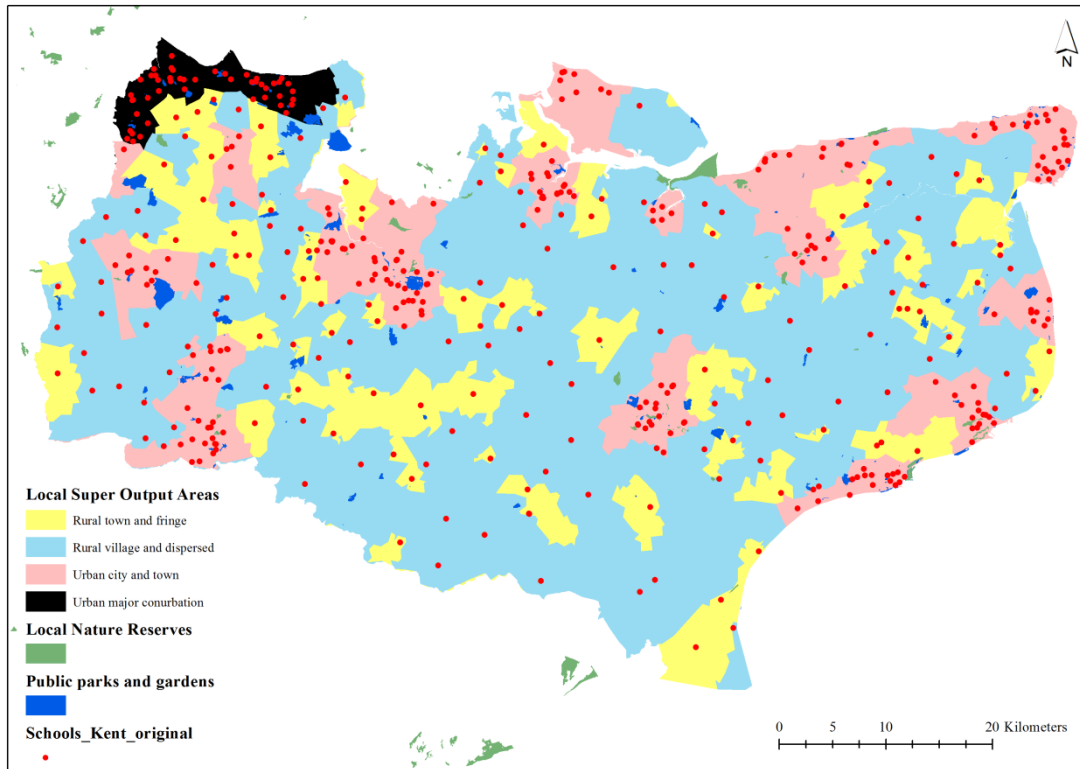 N
Local Super Output Areas
Rural town and fringe
Rural village and dispersed
Urban city and town
Urban major conurbation
Local Nature Reserves
Public parks and gardens
Schools_Kent_original
0 5 10 20 Kilometers